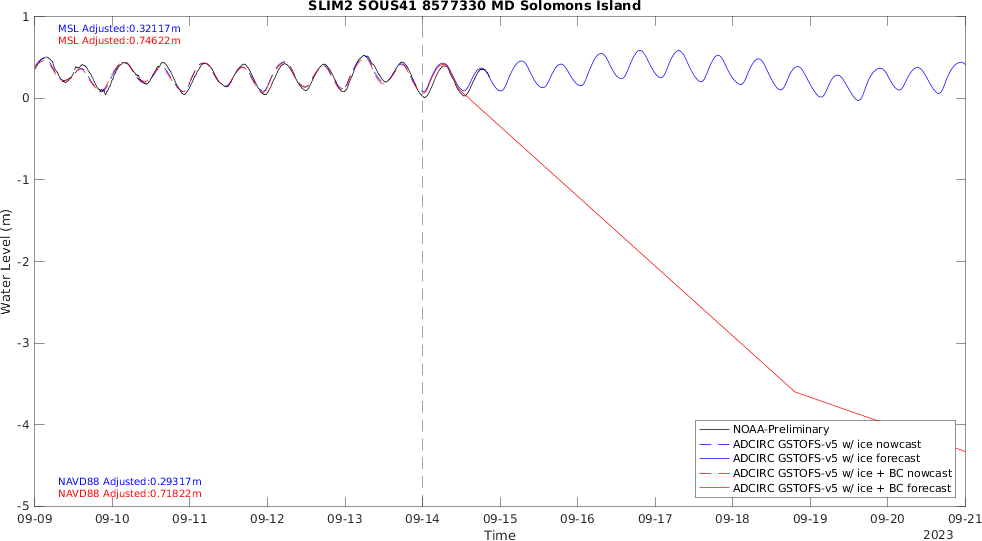 SLIM2 SOUS41 8577330 MD Solomons Island
MSL Adjusted:0.32117m
MSL Adjusted:0.74622m
1
0
-1
-2
-3
-4
-5
Water Level (m)
NAVD88 Adjusted:0.29317m
NAVD88 Adjusted:0.71822m
NOAA-Preliminary
ADCIRC GSTOFS-v5 w/ ice nowcast
ADCIRC GSTOFS-v5 w/ ice forecast
ADCIRC GSTOFS-v5 w/ ice + BC nowcast
ADCIRC GSTOFS-v5 w/ ice + BC forecast
09-09 09-10 09-11 09-12 09-13 09-14 09-15 09-16 09-17 09-18 09-19 09-20 09-21
Time
2023